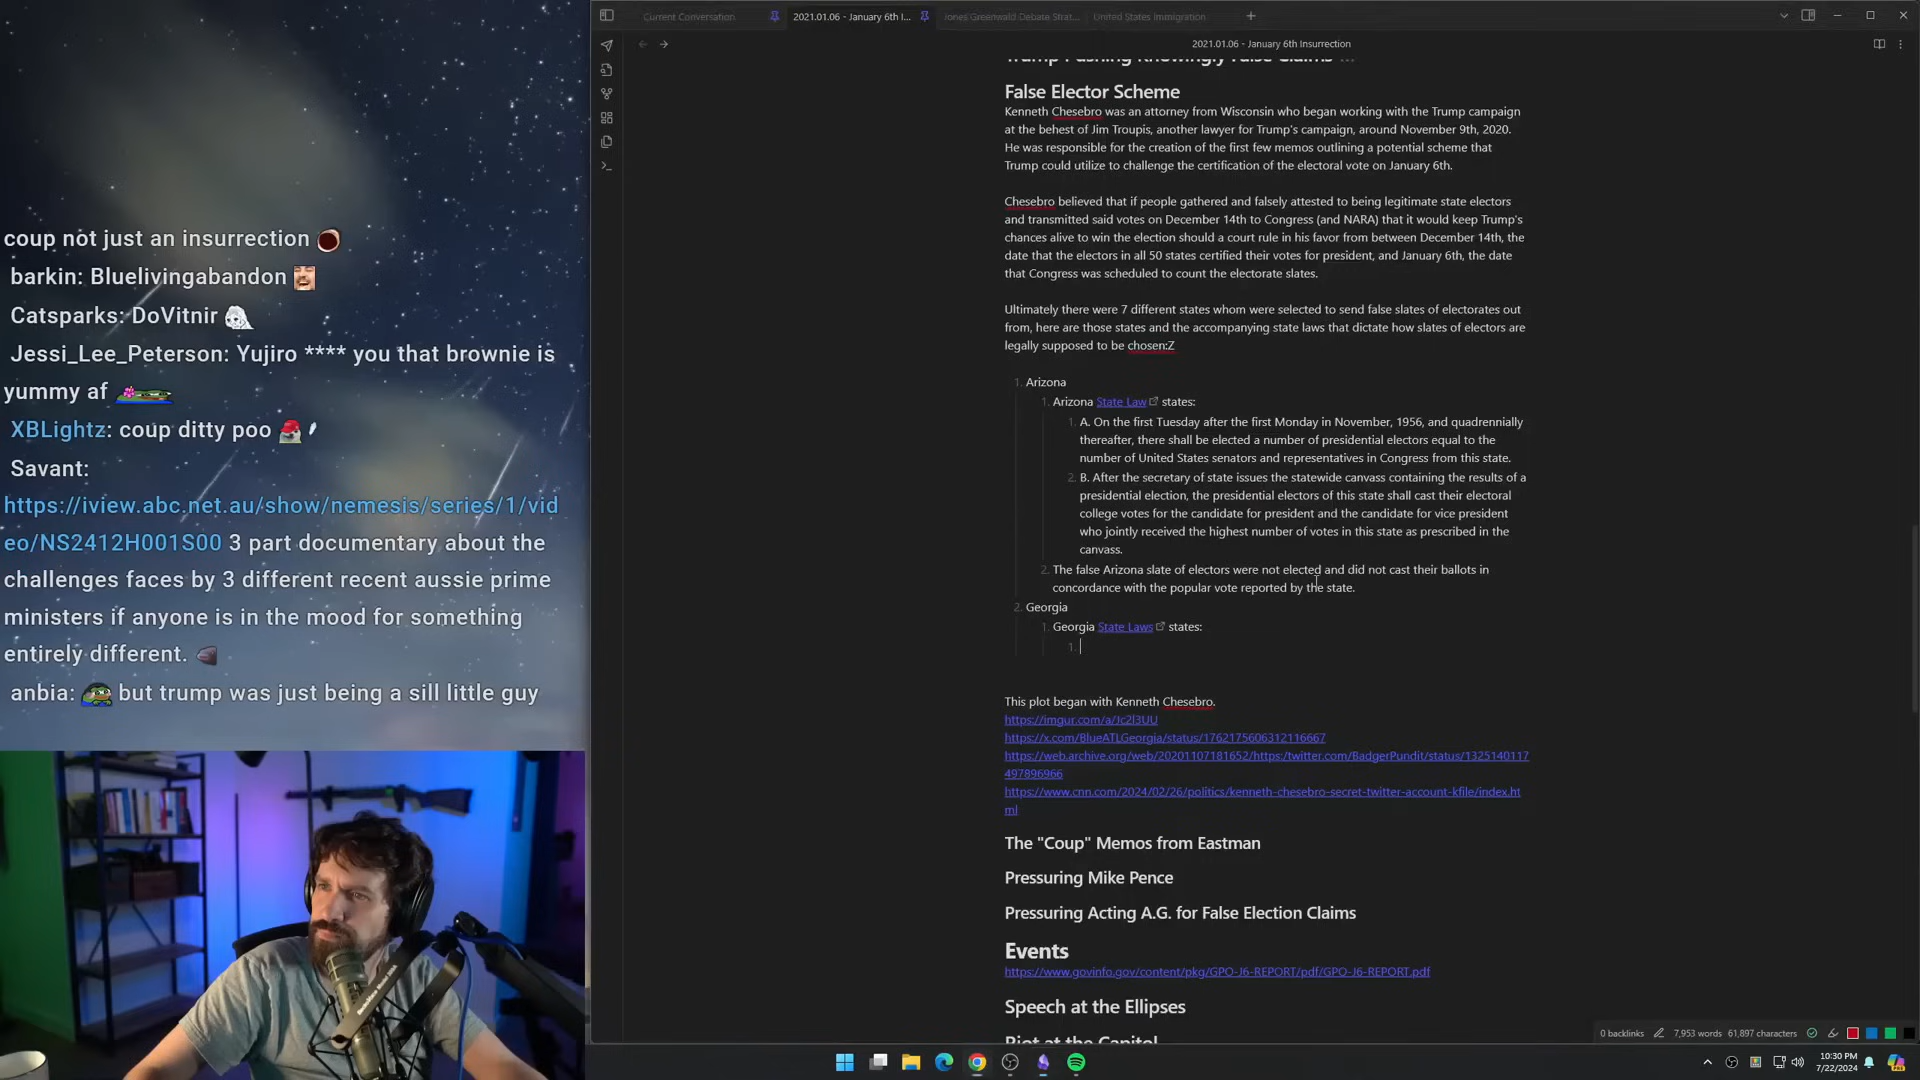 coup not just an insurrection
barkin: Bluelivingabandon
Catsparks: DoVitnir
Jessi_Lee_Peterson: Yujiro **** you that brownie is
yummy af
XBLightz: coup ditty poo
Savant:
https://iview.abc.net.au/show/nemesis/series/1/vid
eo/NS2412H001S00 3 part documentary about the
challenges faces by 3 different recent aussie prime
ministers if anyone is in the mood for something
entirely different.
anbia: but trump was just being a sill little guy
Current Conversation
2021.01.06 - January 6th I...
Jones Greenwald Debate Strat...
United States Immigration
2021.01.06 - January 6th Insurrection
Trump Pushing Knowingly False Claims ...
False Elector Scheme
Kenneth Chesebro was an attorney from Wisconsin who began working with the Trump campaign
at the behest of Jim Troupis, another lawyer for Trump's campaign, around November 9th, 2020.
He was responsible for the creation of the first few memos outlining a potential scheme that
Trump could utilize to challenge the certification of the electoral vote on January 6th.
Chesebro believed that if people gathered and falsely attested to being legitimate state electors
and transmitted said votes on December 14th to Congress (and NARA) that it would keep Trump's
chances alive to win the election should a court rule in his favor from between December 14th, the
date that the electors in all 50 states certified their votes for president, and January 6th, the date
that Congress was scheduled to count the electorate slates.
Ultimately there were 7 different states whom were selected to send false slates of electorates out
from, here are those states and the accompanying state laws that dictate how slates of electors are
legally supposed to be chosen:Z
1. Arizona
1. Arizona State Law states:
1. A. On the first Tuesday after the first Monday in November, 1956, and quadrennially
thereafter, there shall be elected a number of presidential electors equal to the
number of United States senators and representatives in Congress from this state.
2. B. After the secretary of state issues the statewide canvass containing the results of a
presidential election, the presidential electors of this state shall cast their electoral
college votes for the candidate for president and the candidate for vice president
who jointly received the highest number of votes in this state as prescribed in the
canvass.
2. The false Arizona slate of electors were not elected and did not cast their ballots in
concordance with the popular vote reported by the state.
2. Georgia
1. Georgia State Laws states:
1.
This plot began with Kenneth Chesebro.
https://imgur.com/a/Jc2l3UU
https://x.com/BlueATLGeorgia/status/1762175606312116667
https://web.archive.org/web/20201107181652/https:/twitter.com/BadgerPundit/status/1325140117
497896966
https://www.cnn.com/2024/02/26/politics/kenneth-chesebro-secret-twitter-account-kfile/index.ht
ml
The "Coup" Memos from Eastman
Pressuring Mike Pence
Pressuring Acting A.G. for False Election Claims
Events
https://www.govinfo.gov/content/pkg/GPO-J6-REPORT/pdf/GPO-J6-REPORT.pdf
Speech at the Ellipses
Riot at the Capitol
0 backlinks
7,953 words 61,897 characters
10:30 PM
7/22/2024